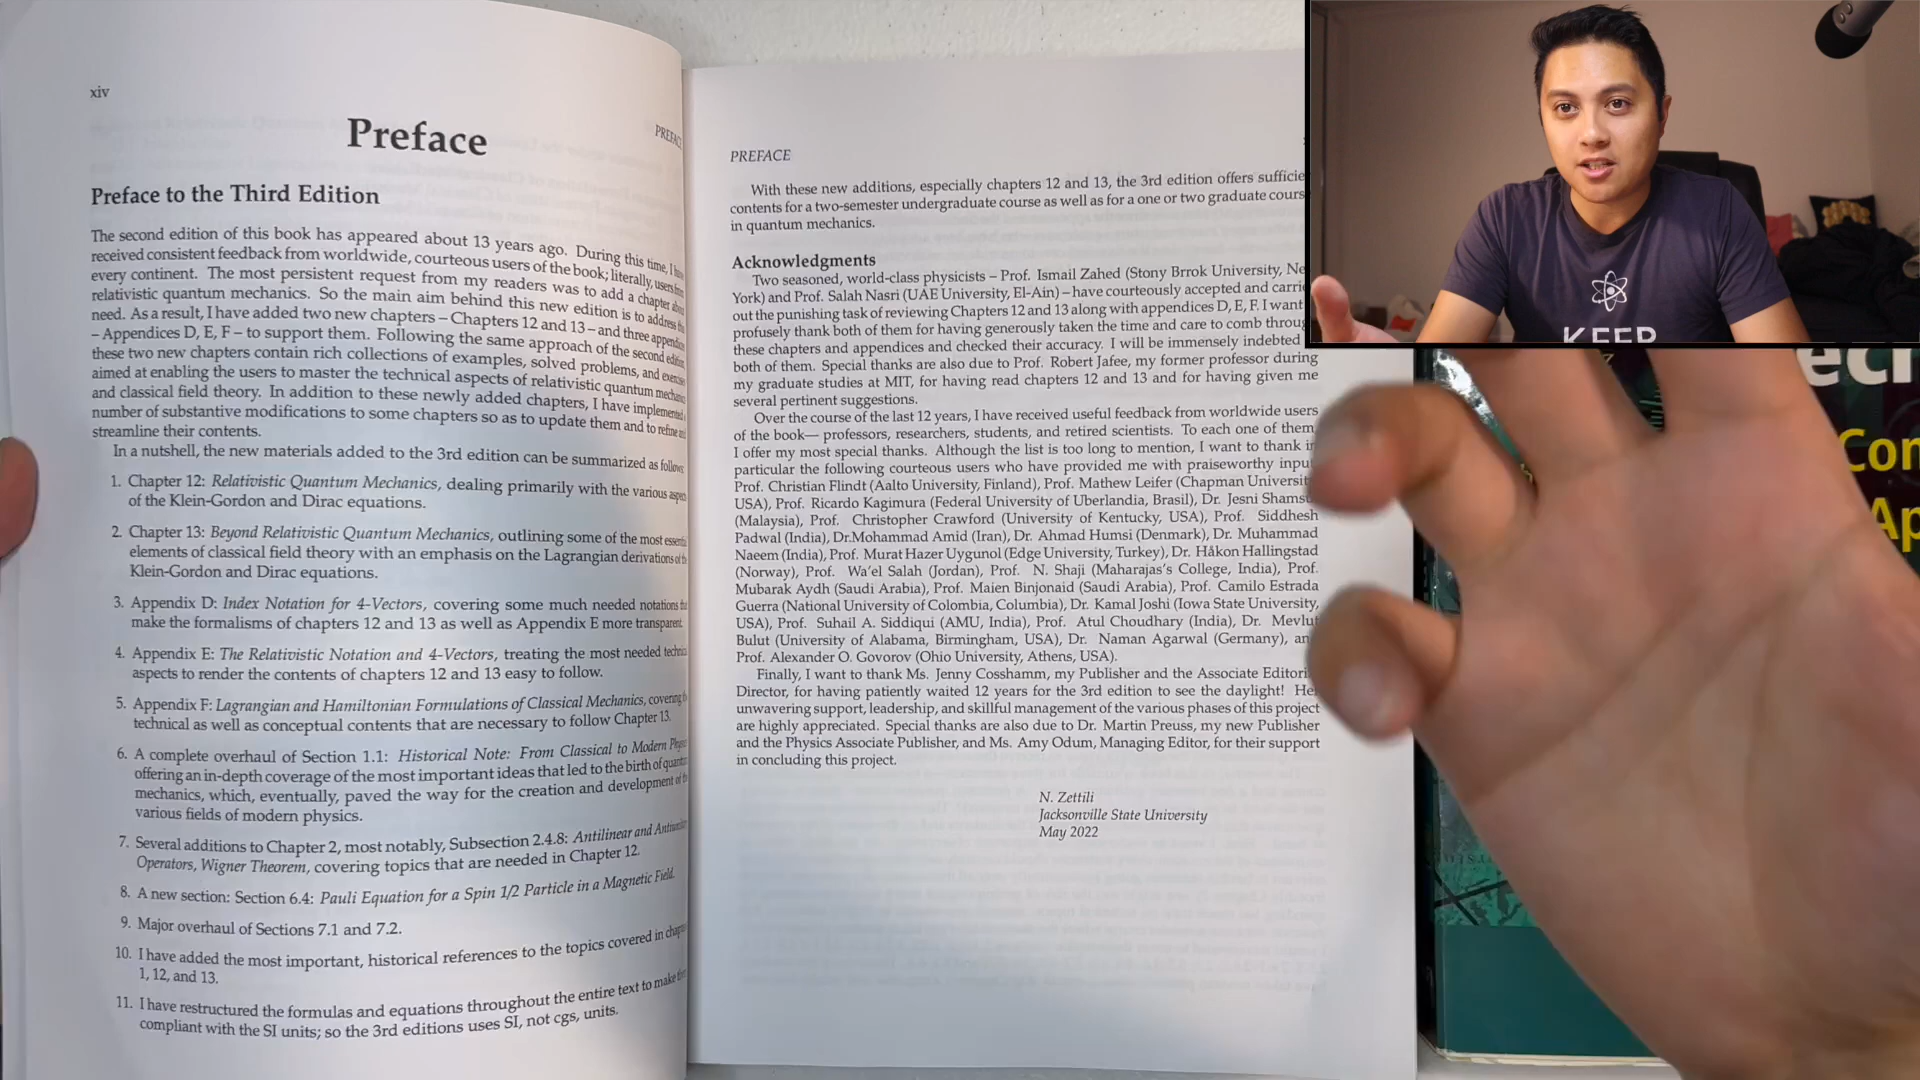 xiv
PREFACE
Preface
Preface to the Third Edition
The second edition of this book has appeared about 13 years ago. During this time, I have
received consistent feedback from worldwide, courteous users of the book; literally, users from
every continent. The most persistent request from my readers was to add a chapter about
relativistic quantum mechanics. So the main aim behind this new edition is to address this
need. As a result, I have added two new chapters – Chapters 12 and 13 – and three appendices
– Appendices D, E, F – to support them. Following the same approach of the second edition,
these two new chapters contain rich collections of examples, solved problems, and exercises
aimed at enabling the users to master the technical aspects of relativistic quantum mechanics
and classical field theory. In addition to these newly added chapters, I have implemented a
number of substantive modifications to some chapters so as to update them and to refine and
streamline their contents.
In a nutshell, the new materials added to the 3rd edition can be summarized as follows:
1. Chapter 12: Relativistic Quantum Mechanics, dealing primarily with the various aspects
of the Klein-Gordon and Dirac equations.
2. Chapter 13: Beyond Relativistic Quantum Mechanics, outlining some of the most essential
elements of classical field theory with an emphasis on the Lagrangian derivations of the
Klein-Gordon and Dirac equations.
3. Appendix D: Index Notation for 4-Vectors, covering some much needed notations
make the formalisms of chapters 12 and 13 as well as Appendix E more transparent.
4. Appendix E: The Relativistic Notation and 4-Vectors, treating the most needed technical
aspects to render the contents of chapters 12 and 13 easy to follow.
5. Appendix F: Lagrangian and Hamiltonian Formulations of Classical Mechanics, covering the
technical as well as conceptual contents that are necessary to follow Chapter 13.
6. A complete overhaul of Section 1.1: Historical Note: From Classical to Modern Physics
offering an in-depth coverage of the most important ideas that led to the birth of quantum
mechanics, which, eventually, paved the way for the creation and development of the
various fields of modern physics.
7. Several additions to Chapter 2, most notably, Subsection 2.4.8: Antilinear and Antiunitary
Operators, Wigner Theorem, covering topics that are needed in Chapter 12.
8. A new section: Section 6.4: Pauli Equation for a Spin 1/2 Particle in a Magnetic Field.
9. Major overhaul of Sections 7.1 and 7.2.
10. I have added the most important, historical references to the topics covered in chapters
1, 12, and 13.
11. I have restructured the formulas and equations throughout the entire text to make them
compliant with the SI units; so the 3rd editions uses SI, not cgs, units.
PREFACE
With these new additions, especially chapters 12 and 13, the 3rd edition offers sufficie
contents for a two-semester undergraduate course as well as for a one or two graduate cours
in quantum mechanics.
Acknowledgments
Two seasoned, world-class physicists – Prof. Ismail Zahed (Stony Brrok University, Ne
York) and Prof. Salah Nasri (UAE University, El-Ain) – have courteously accepted and carrie
out the punishing task of reviewing Chapters 12 and 13 along with appendices D, E, F. I want
profusely thank both of them for having generously taken the time and care to comb throug
these chapters and appendices and checked their accuracy. I will be immensely indebted
both of them. Special thanks are also due to Prof. Robert Jafee, my former professor during
my graduate studies at MIT, for having read chapters 12 and 13 and for having given me
several pertinent suggestions.
Over the course of the last 12 years, I have received useful feedback from worldwide users
of the book— professors, researchers, students, and retired scientists. To each one of them
I offer my most special thanks. Although the list is too long to mention, I want to thank in
particular the following courteous users who have provided me with praiseworthy input
Prof. Christian Flindt (Aalto University, Finland), Prof. Mathew Leifer (Chapman Universit
USA), Prof. Ricardo Kagimura (Federal University of Uberlandia, Brasil), Dr. Jesni Shamsu
(Malaysia), Prof. Christopher Crawford (University of Kentucky, USA), Prof. Siddhesh
Padwal (India), Dr.Mohammad Amid (Iran), Dr. Ahmad Humsi (Denmark), Dr. Muhammad
Naeem (India), Prof. Murat Hazer Uygunol (Edge University, Turkey), Dr. Håkon Hallingstad
(Norway), Prof. Wa'el Salah (Jordan), Prof. N. Shaji (Maharajas's College, India), Prof.
Mubarak Aydh (Saudi Arabia), Prof. Maien Binjonaid (Saudi Arabia), Prof. Camilo Estrada
Guerra (National University of Colombia, Columbia), Dr. Kamal Joshi (Iowa State University,
USA), Prof. Suhail A. Siddiqui (AMU, India), Prof. Atul Choudhary (India), Dr. Mevlut
Bulut (University of Alabama, Birmingham, USA), Dr. Naman Agarwal (Germany), an
Prof. Alexander O. Govorov (Ohio University, Athens, USA).
Finally, I want to thank Ms. Jenny Cosshamm, my Publisher and the Associate Editori
Director, for having patiently waited 12 years for the 3rd edition to see the daylight! He
unwavering support, leadership, and skillful management of the various phases of this project
are highly appreciated. Special thanks are also due to Dr. Martin Preuss, my new Publisher
and the Physics Associate Publisher, and Ms. Amy Odum, Managing Editor, for their support
in concluding this project.
N. Zettili
Jacksonville State University
May 2022
KEEP
ech
Con
Ap